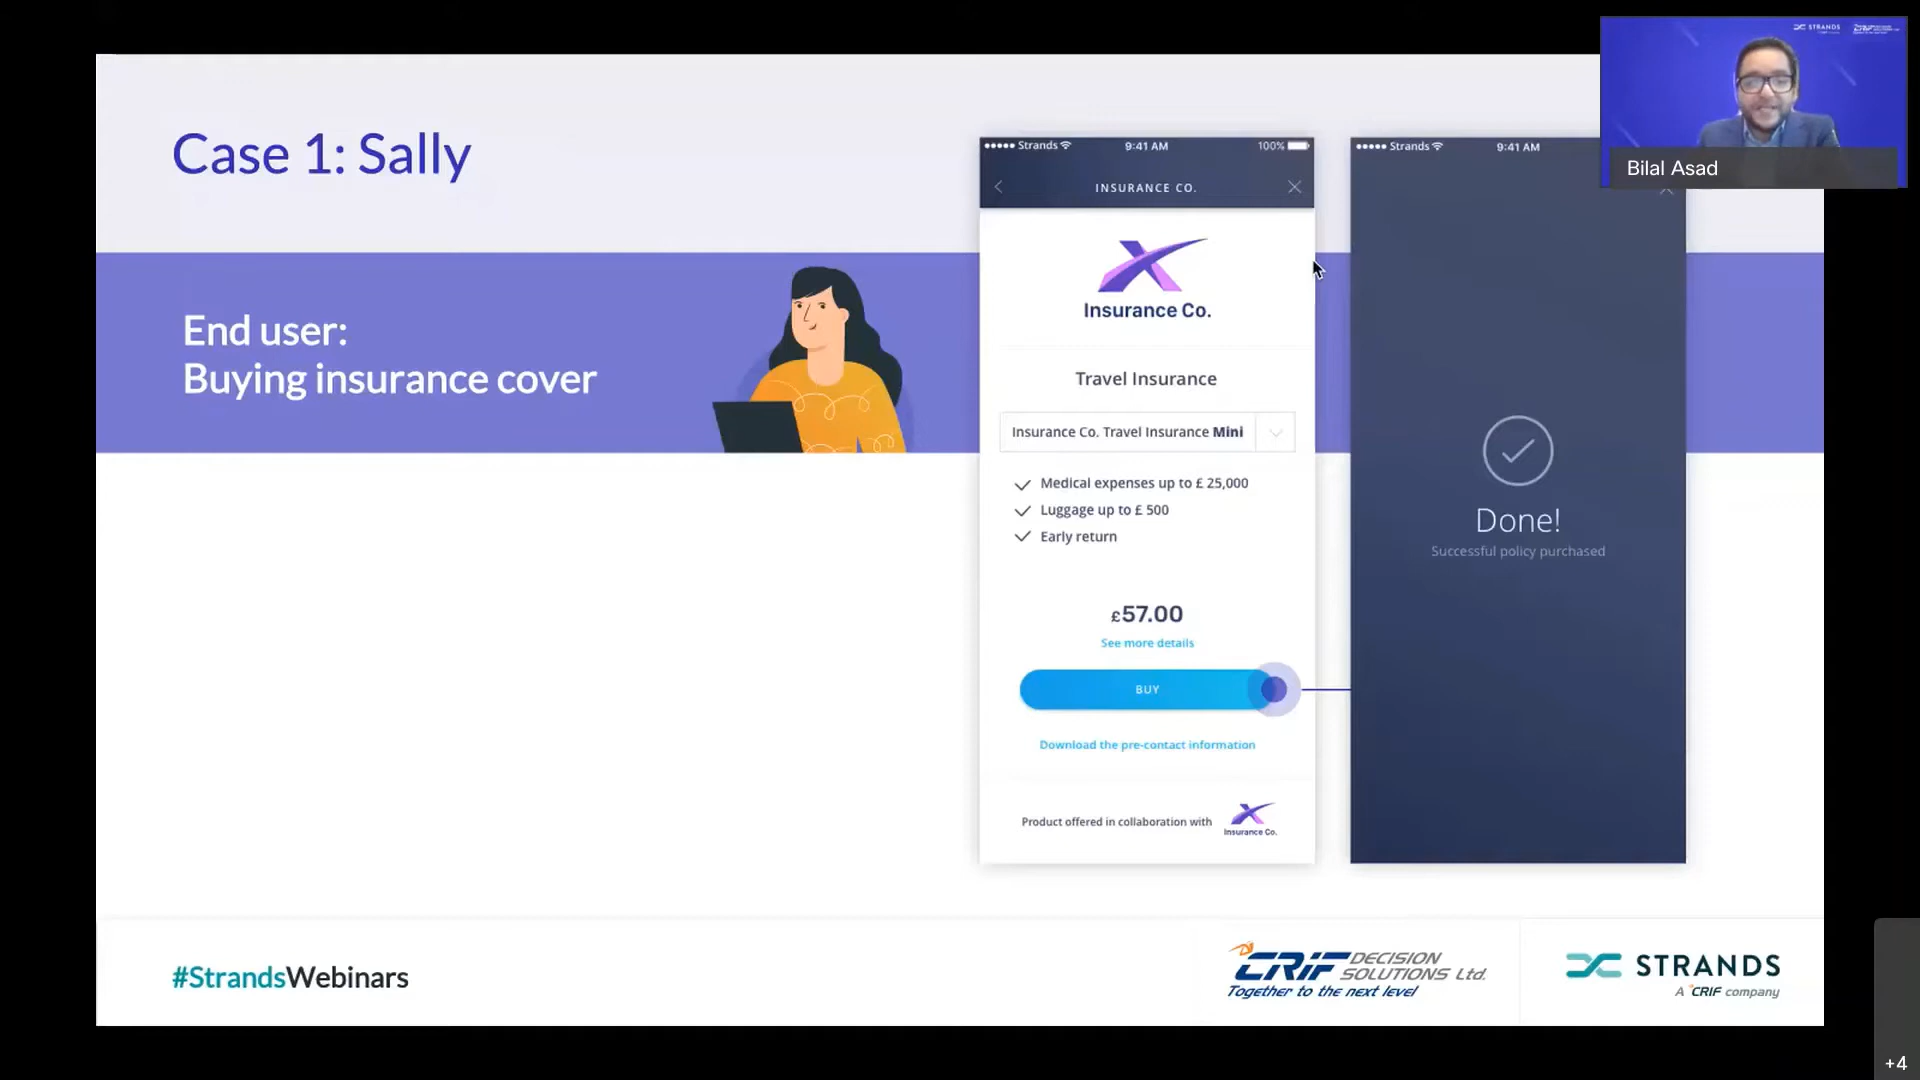 Case 1: Sally
End user:
Buying insurance cover
Strands
9:41 AM
100%
INSURANCE CO.
Insurance Co.
Travel Insurance
Insurance Co. Travel Insurance Mini
Medical expenses up to £ 25,000
Luggage up to £ 500
Early return
£57.00
See more details
BUY
Download the pre-contact information
Product offered in collaboration with
Insurance Co.
Strands
9:41 AM
Done!
Successful policy purchased
STRANDS
Bilal Asad
#StrandsWebinars
CRIF DECISION
SOLUTIONS Ltd.
Together to the next level
STRANDS
A CRIF company
+4